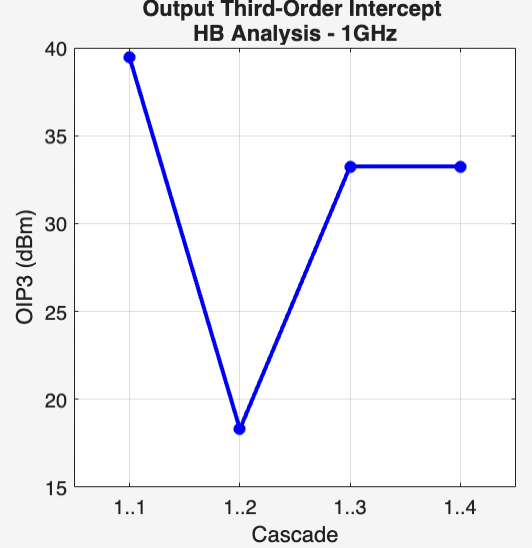 Output Third-Order Intercept
HB Analysis - 1GHz
40
35
30
25
20
15
OIP3 (dBm)
1..1 1..2 1..3 1..4
Cascade